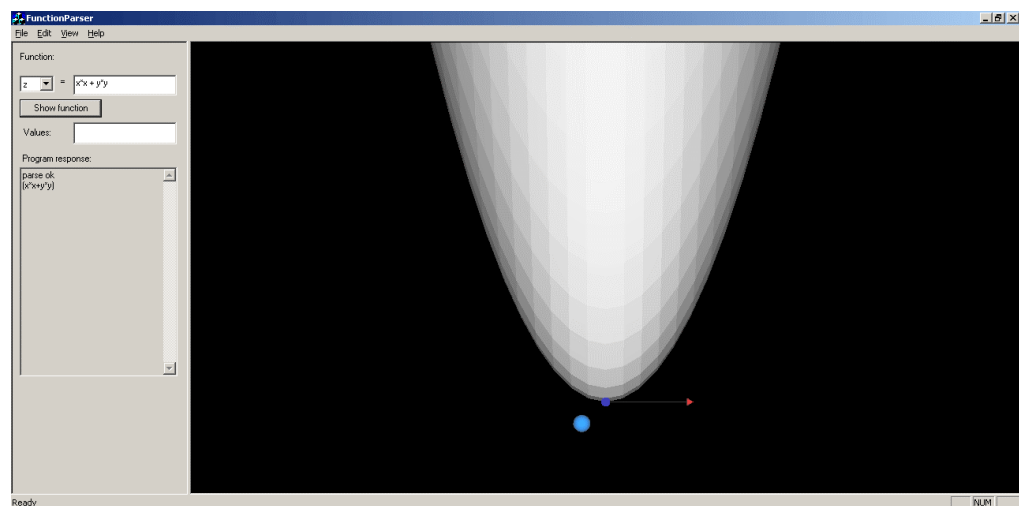 FunctionParser
File Edit View Help
Function:
z = x*x + y*y
Show function
Values:
Program response:
parse ok
(x*x+y*y)
Ready
NUM